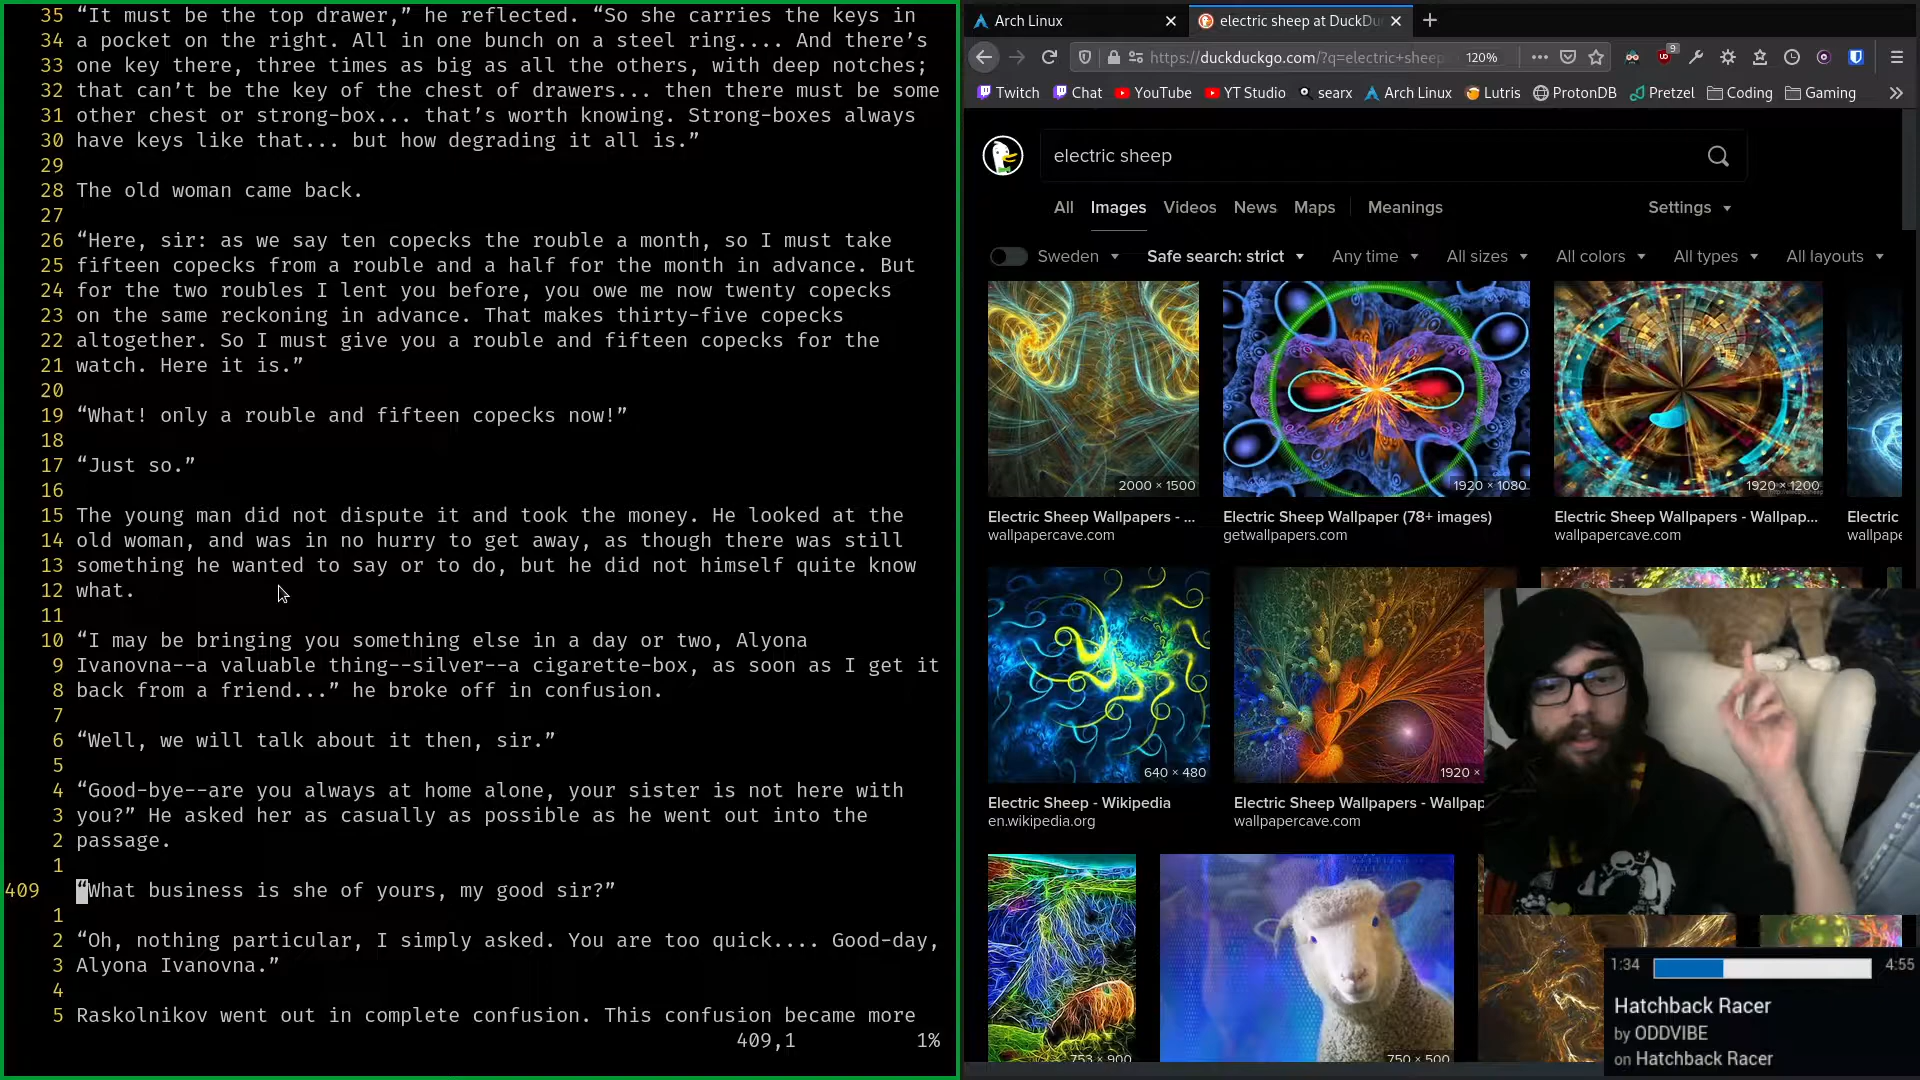 35 “It must be the top drawer,” he reflected. “So she carries the keys in
34 a pocket on the right. All in one bunch on a steel ring.... And there’s
33 one key there, three times as big as all the others, with deep notches;
32 that can’t be the key of the chest of drawers... then there must be some
31 other chest or strong-box... that’s worth knowing. Strong-boxes always
30 have keys like that... but how degrading it all is.”
29
28 The old woman came back.
27
26 “Here, sir: as we say ten copecks the rouble a month, so I must take
25 fifteen copecks from a rouble and a half for the month in advance. But
24 for the two roubles I lent you before, you owe me now twenty copecks
23 on the same reckoning in advance. That makes thirty-five copecks
22 altogether. So I must give you a rouble and fifteen copecks for the
21 watch. Here it is.”
20
19 “What! only a rouble and fifteen copecks now!”
18
17 “Just so.”
16
15 The young man did not dispute it and took the money. He looked at the
14 old woman, and was in no hurry to get away, as though there was still
13 something he wanted to say or to do, but he did not himself quite know
12 what.
11
10 “I may be bringing you something else in a day or two, Alyona
9 Ivanovna--a valuable thing--silver--a cigarette-box, as soon as I get it
8 back from a friend...” he broke off in confusion.
7
6 “Well, we will talk about it then, sir.”
5
4 “Good-bye--are you always at home alone, your sister is not here with
3 you?” He asked her as casually as possible as he went out into the
2 passage.
1
409 “What business is she of yours, my good sir?”
1
2 “Oh, nothing particular, I simply asked. You are too quick.... Good-day,
3 Alyona Ivanovna.”
4
5 Raskolnikov went out in complete confusion. This confusion became more
409,1 1%
Arch Linux
electric sheep at DuckDu
https://duckduckgo.com/?q=electric+sheep 120%
9
Twitch Chat YouTube YT Studio searx Arch Linux Lutris ProtonDB Pretzel Coding Gaming
electric sheep
All Images Videos News Maps Meanings Settings
Sweden Safe search: strict Any time All sizes All colors All types All layouts
2000 × 1500 1920 × 1080 1920 × 1200
Electric Sheep Wallpapers - ... Electric Sheep Wallpaper (78+ images) Electric Sheep Wallpapers - Wallpap... Electric
wallpapercave.com getwallpapers.com wallpapercave.com wallpape
640 × 480 1920 ×
Electric Sheep - Wikipedia Electric Sheep Wallpapers - Wallpap
en.wikipedia.org wallpapercave.com
753 × 900 750 × 500
1:34 4:55
Hatchback Racer
by ODDVIBE
on Hatchback Racer